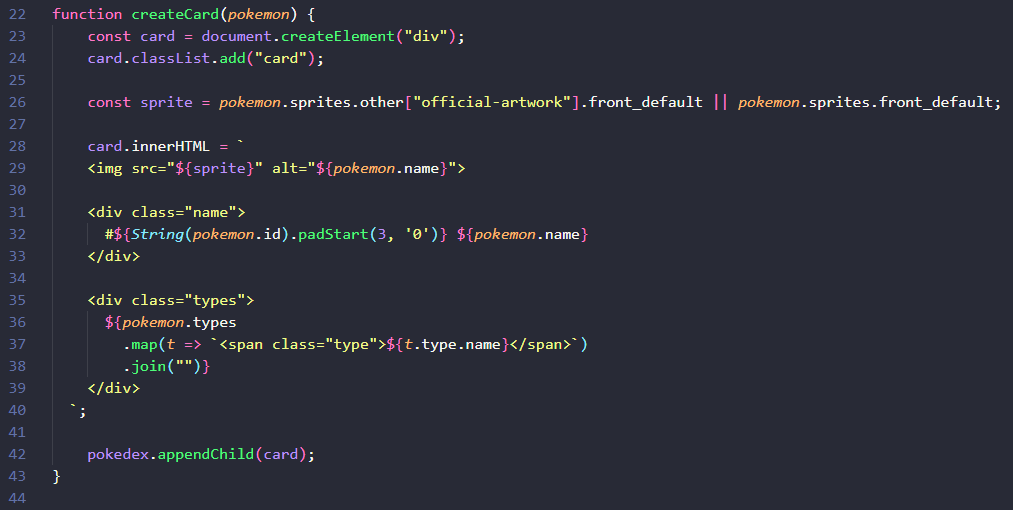 22 function createCard(pokemon) {
23     const card = document.createElement("div");
24     card.classList.add("card");
25
26     const sprite = pokemon.sprites.other["official-artwork"].front_default || pokemon.sprites.front_default;
27
28     card.innerHTML = `
29     <img src="${sprite}" alt="${pokemon.name}">
30
31     <div class="name">
32       #${String(pokemon.id).padStart(3, '0')} ${pokemon.name}
33     </div>
34
35     <div class="types">
36       ${pokemon.types
37         .map(t => `<span class="type">${t.type.name}</span>`)
38         .join("")}
39     </div>
40   `;
41
42     pokedex.appendChild(card);
43 }
44